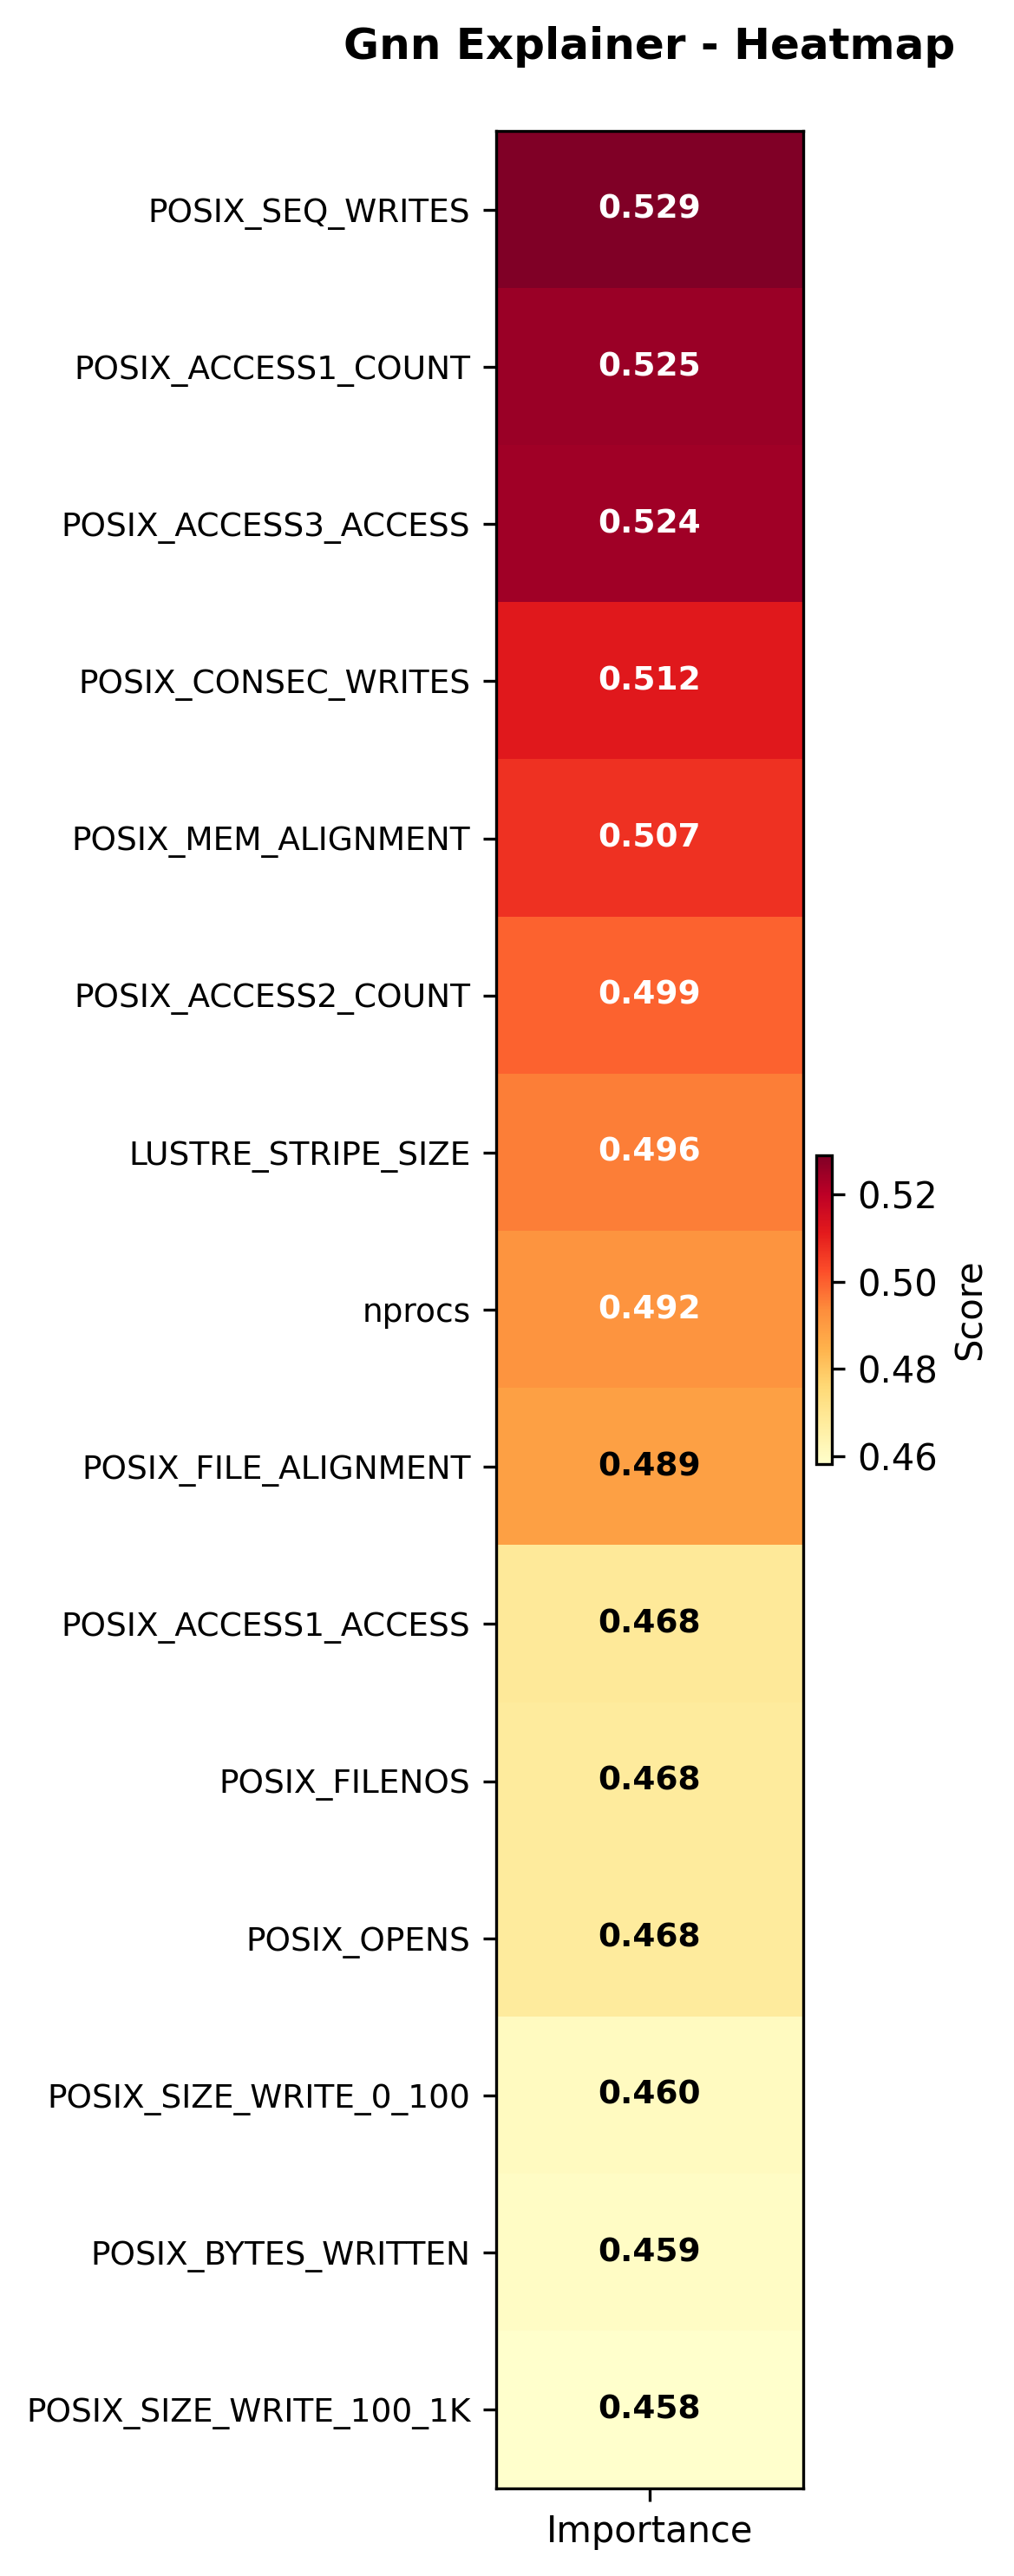 Gnn Explainer - Heatmap
POSIX_SEQ_WRITES 0.529
POSIX_ACCESS1_COUNT 0.525
POSIX_ACCESS3_ACCESS 0.524
POSIX_CONSEC_WRITES 0.512
POSIX_MEM_ALIGNMENT 0.507
POSIX_ACCESS2_COUNT 0.499
LUSTRE_STRIPE_SIZE 0.496
nprocs 0.492
POSIX_FILE_ALIGNMENT 0.489
POSIX_ACCESS1_ACCESS 0.468
POSIX_FILENOS 0.468
POSIX_OPENS 0.468
POSIX_SIZE_WRITE_0_100 0.460
POSIX_BYTES_WRITTEN 0.459
POSIX_SIZE_WRITE_100_1K 0.458
Importance
0.52
0.50
0.48
0.46
Score